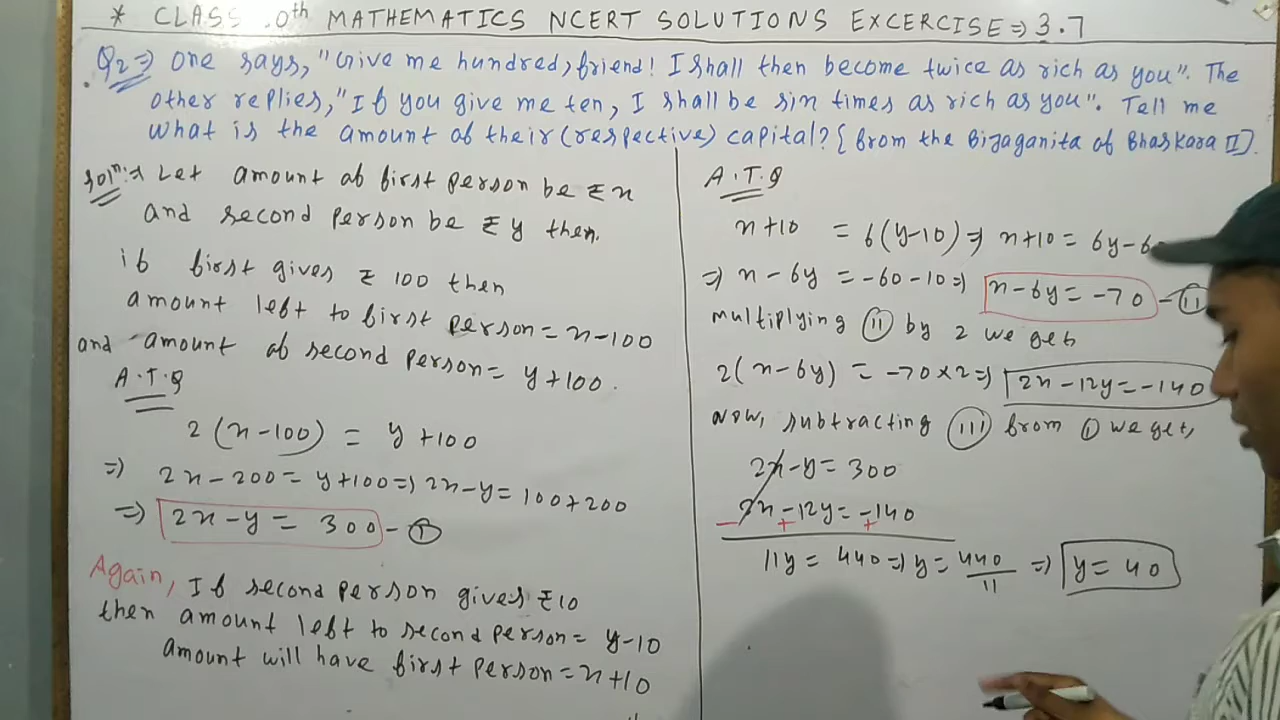 * CLASS 10th MATHEMATICS NCERT SOLUTIONS EXCERCISE ⇒ 3.7
Q2 ⇒ One says, "Give me hundred, friend! I shall then become twice as rich as you". The
other replies, "If you give me ten, I shall be six times as rich as you". Tell me
what is the amount of their (respective) capital? {from the Bijaganita of Bhaskara II}.
Solⁿ:⇒ Let amount of first person be ₹ x
and second person be ₹ y then.
if first gives ₹ 100 then
amount left to first person = x-100
and amount of second person = y+100.
A.T.Q
2(x-100) = y+100
⇒ 2x-200 = y+100 ⇒ 2x-y = 100+200
⇒ 2x-y = 300 - (i)
Again, If second person gives ₹10
then amount left to second person = y-10
amount will have first person = x+10
A.T.Q
x+10 = 6(y-10) ⇒ x+10 = 6y-6
⇒ x-6y = -60-10 ⇒ x-6y = -70 - (ii)
multiplying (ii) by 2 we get,
2(x-6y) = -70×2 ⇒ 2x-12y = -140
now, subtracting (iii) from (i) we get,
2x-y = 300
2x-12y = -140
- + +
11y = 440 ⇒ y = 440/11 ⇒ y = 40